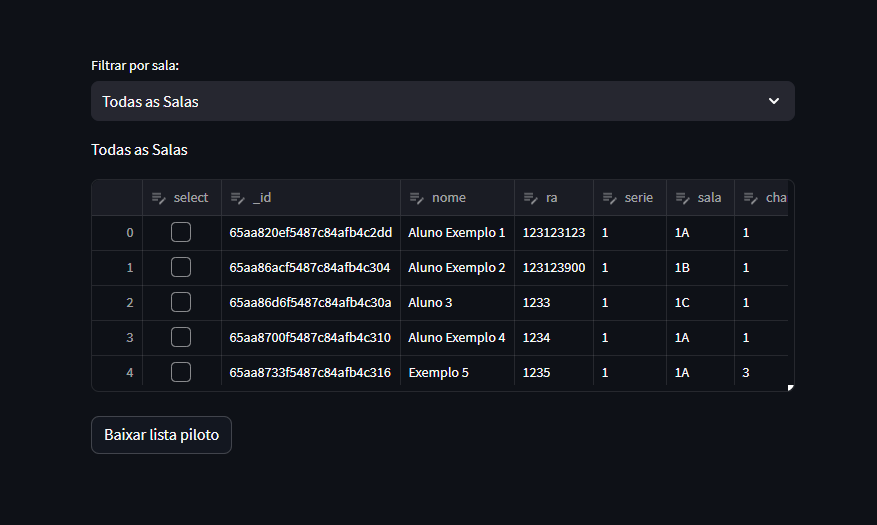 Filtrar por sala:
Todas as Salas
Todas as Salas
select _id nome ra serie sala cha
0 65aa820ef5487c84afb4c2dd Aluno Exemplo 1 123123123 1 1A 1
1 65aa86acf5487c84afb4c304 Aluno Exemplo 2 123123900 1 1B 1
2 65aa86d6f5487c84afb4c30a Aluno 3 1233 1 1C 1
3 65aa8700f5487c84afb4c310 Aluno Exemplo 4 1234 1 1A 1
4 65aa8733f5487c84afb4c316 Exemplo 5 1235 1 1A 3
Baixar lista piloto